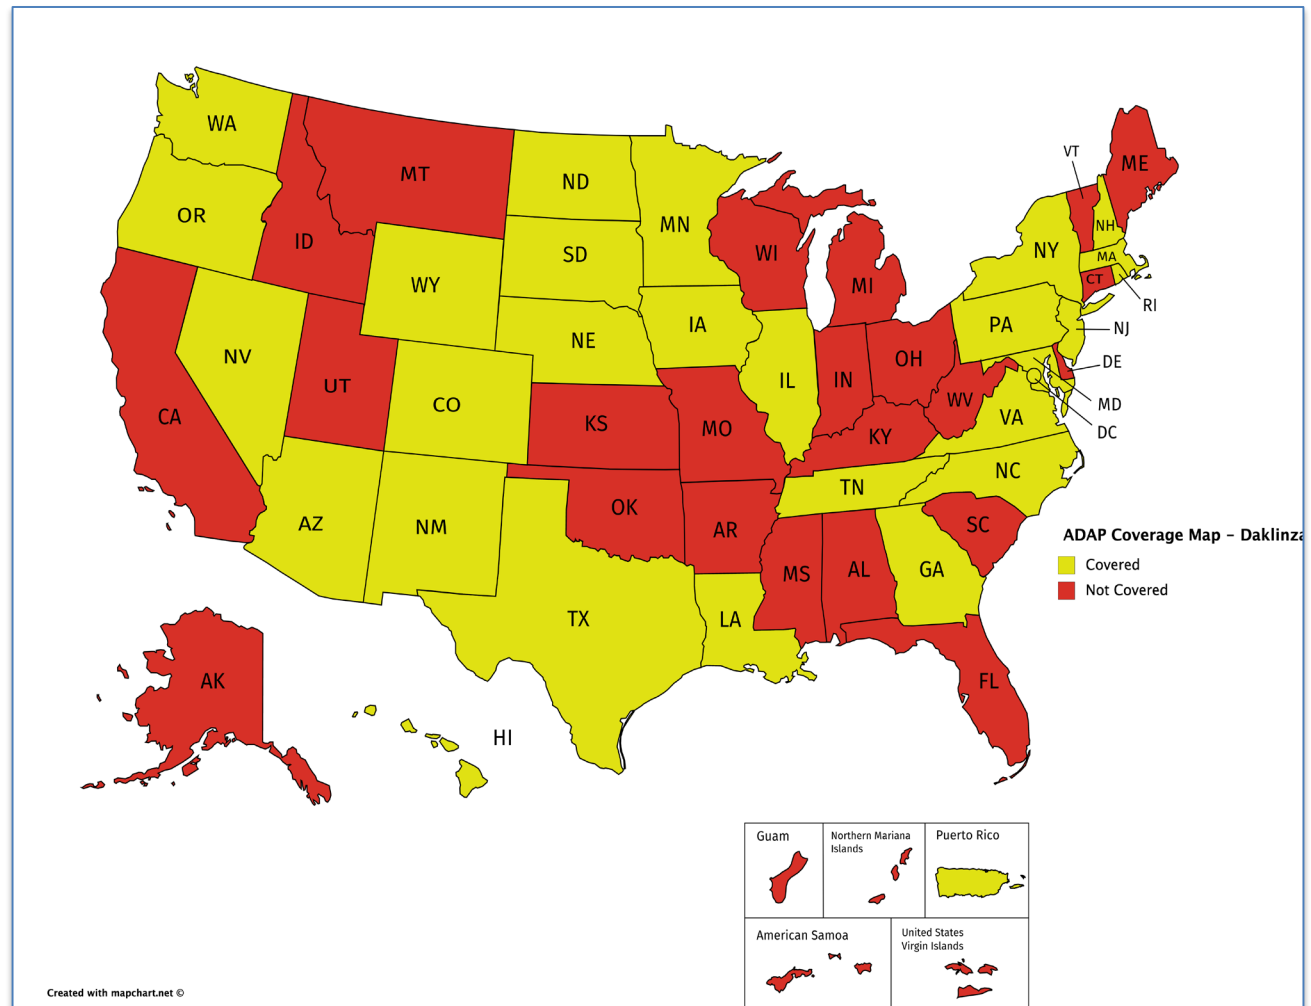 WA
MT
ND
MN
OR
ID
SD
WI
MI
VT
ME
NH
NY
MA
CT
RI
WY
IA
NE
PA
NJ
NV
UT
CO
IL
IN
OH
DE
WV
MD
VA
DC
CA
KS
MO
KY
NC
TN
AZ
NM
OK
AR
SC
MS
AL
GA
TX
LA
FL
AK
HI
ADAP Coverage Map – Daklinza
Covered
Not Covered
Guam
Northern Mariana
Islands
Puerto Rico
American Samoa
United States
Virgin Islands
Created with mapchart.net ©